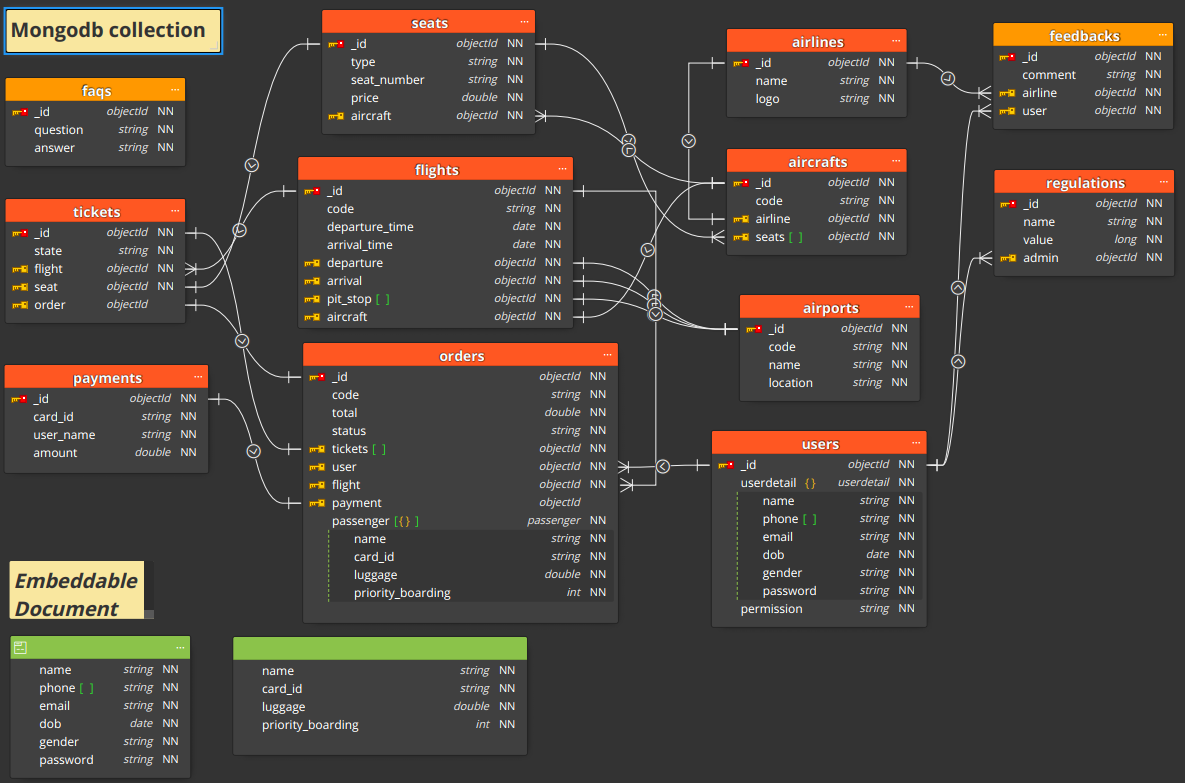 Mongodb collection
faqs ...
_id objectId NN
question string NN
answer string NN
tickets ...
_id objectId NN
state string NN
flight objectId NN
seat objectId NN
order objectId
payments ...
_id objectId NN
card_id string NN
user_name string NN
amount double NN
seats ...
_id objectId NN
type string NN
seat_number string NN
price double NN
aircraft objectId NN
flights ...
_id objectId NN
code string NN
departure_time date NN
arrival_time date NN
departure objectId NN
arrival objectId NN
pit_stop [ ] objectId NN
aircraft objectId NN
orders ...
_id objectId NN
code string NN
total double NN
status string NN
tickets [ ] objectId NN
user objectId NN
flight objectId NN
payment objectId
passenger [{} ] passenger NN
name string NN
card_id string NN
luggage double NN
priority_boarding int NN
airlines ...
_id objectId NN
name string NN
logo string NN
aircrafts ...
_id objectId NN
code string NN
airline objectId NN
seats [ ] objectId NN
airports ...
_id objectId NN
code string NN
name string NN
location string NN
users ...
_id objectId NN
userdetail {} userdetail NN
name string NN
phone [ ] string NN
email string NN
dob date NN
gender string NN
password string NN
permission string NN
feedbacks ...
_id objectId NN
comment string NN
airline objectId NN
user objectId NN
regulations ...
_id objectId NN
name string NN
value long NN
admin objectId NN
Embeddable
Document
...
name string NN
phone [ ] string NN
email string NN
dob date NN
gender string NN
password string NN
name string NN
card_id string NN
luggage double NN
priority_boarding int NN